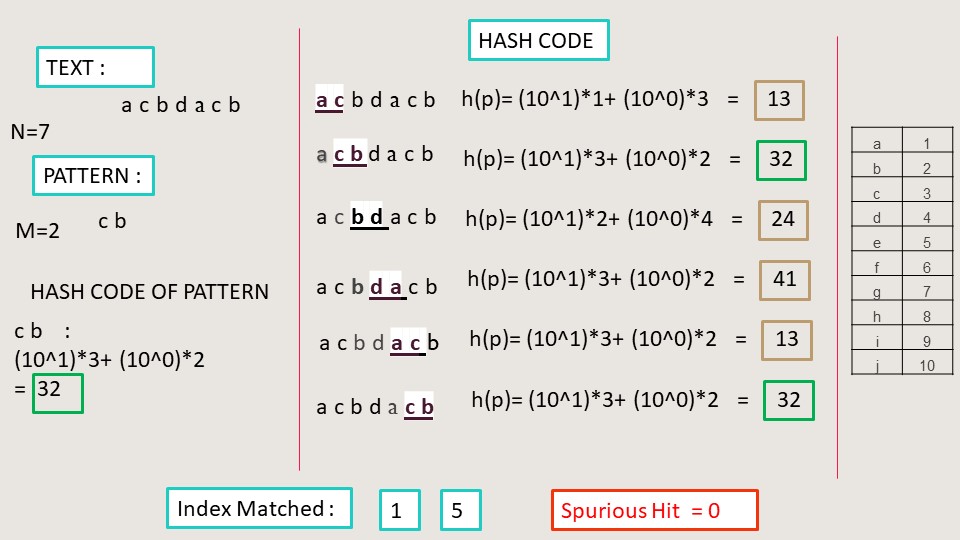 TEXT :
a c b d a c b
N=7
PATTERN :
c b
M=2
HASH CODE OF PATTERN
c b :
(10^1)*3+ (10^0)*2
= 32
HASH CODE
a c b d a c b h(p)= (10^1)*1+ (10^0)*3 = 13
a c b d a c b h(p)= (10^1)*3+ (10^0)*2 = 32
a c b d a c b h(p)= (10^1)*2+ (10^0)*4 = 24
a c b d a c b h(p)= (10^1)*3+ (10^0)*2 = 41
a c b d a c b h(p)= (10^1)*3+ (10^0)*2 = 13
a c b d a c b h(p)= (10^1)*3+ (10^0)*2 = 32
a 1
b 2
c 3
d 4
e 5
f 6
g 7
h 8
i 9
j 10
Index Matched : 1 5
Spurious Hit = 0